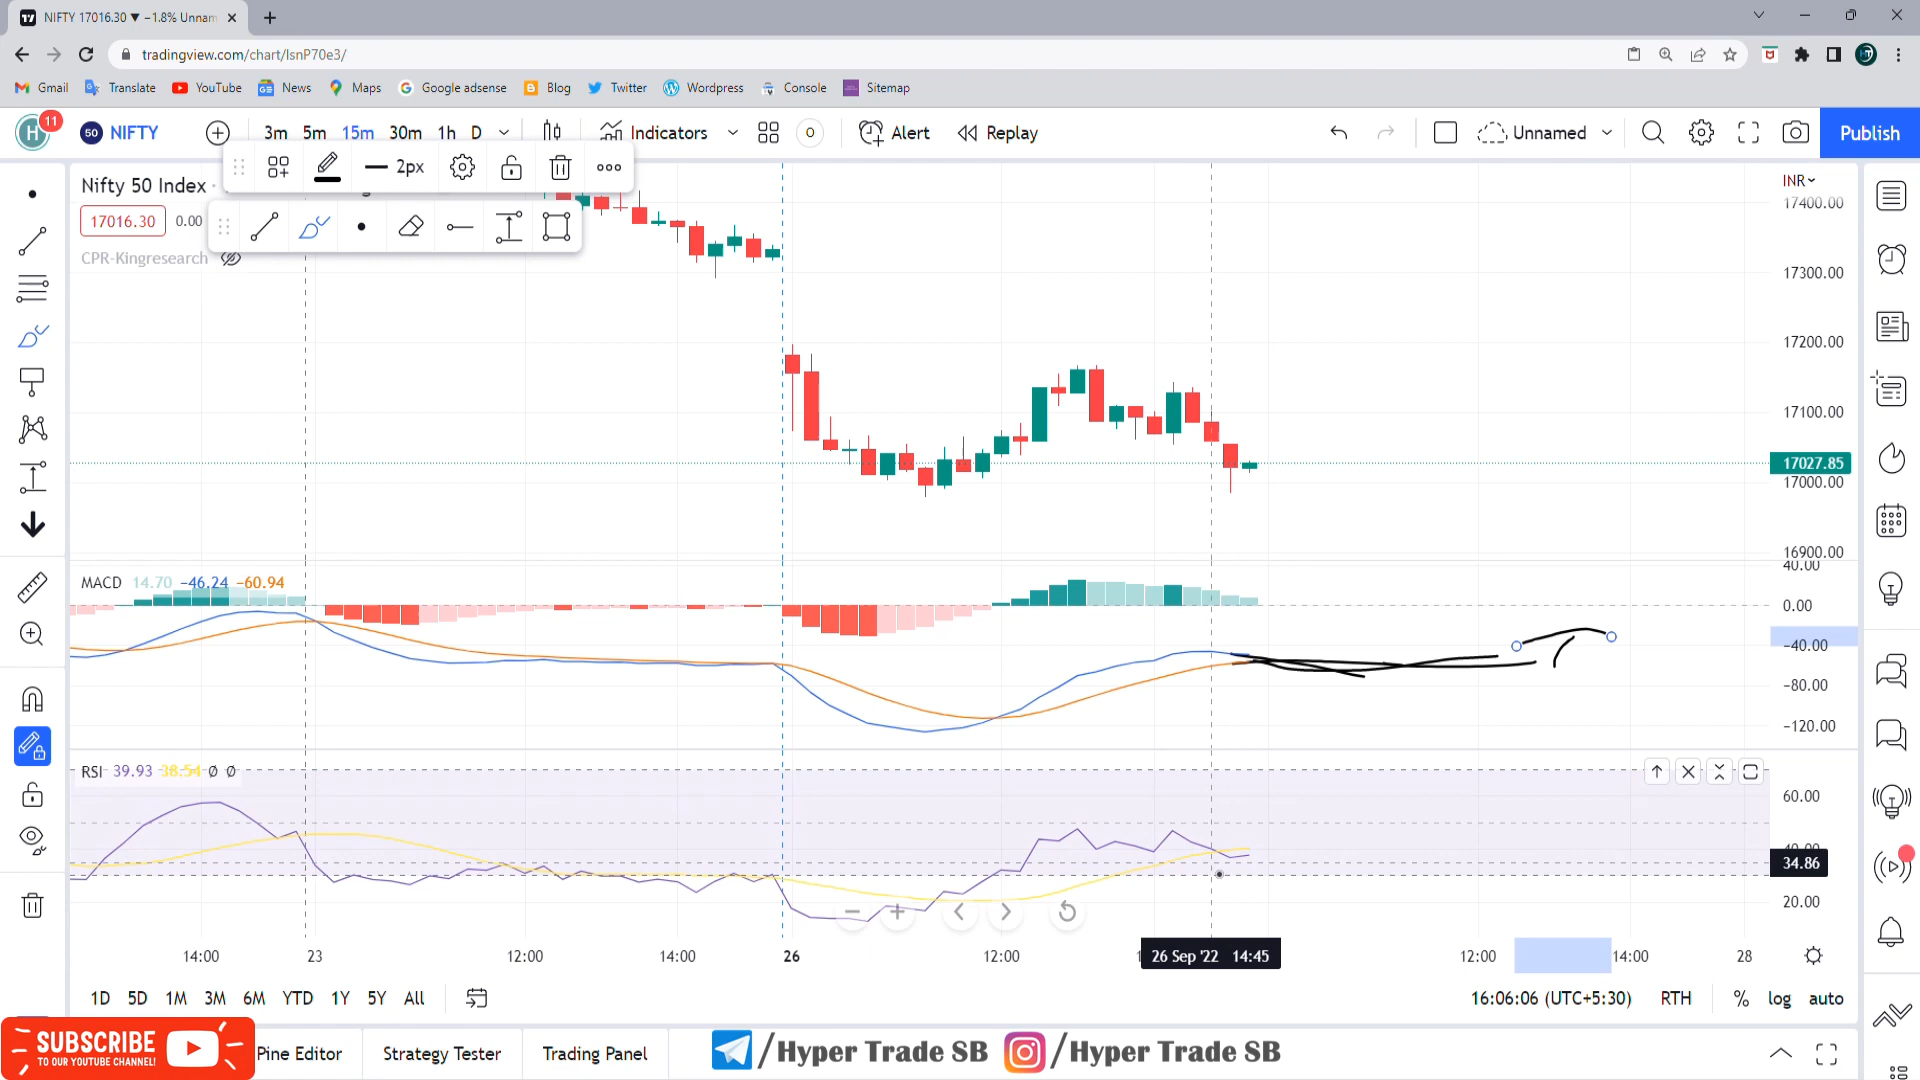 NIFTY 17016.30 ▼ −1.8% Unnam
tradingview.com/chart/IsnP70e3/
Gmail Translate YouTube News Maps Google adsense Blog Twitter Wordpress Console Sitemap
H 11 50 NIFTY 3m 5m 15m 30m 1h D Indicators Alert Replay Unnamed Publish
2px
Nifty 50 Index ·
17016.30 0.00
CPR-Kingresearch
INR
17400.00
17300.00
17200.00
17100.00
17027.85
17000.00
16900.00
MACD 14.70 −46.24 −60.94
40.00
0.00
−40.00
−80.00
−120.00
RSI 39.93 38.54 Ø Ø
60.00
40.00
34.86
20.00
14:00 23 12:00 14:00 26 12:00 26 Sep '22 14:45 12:00 14:00 28
1D 5D 1M 3M 6M YTD 1Y 5Y All 16:06:06 (UTC+5:30) RTH % log auto
SUBSCRIBE
TO OUR YOUTUBE CHANNEL!
Pine Editor Strategy Tester Trading Panel /Hyper Trade SB /Hyper Trade SB